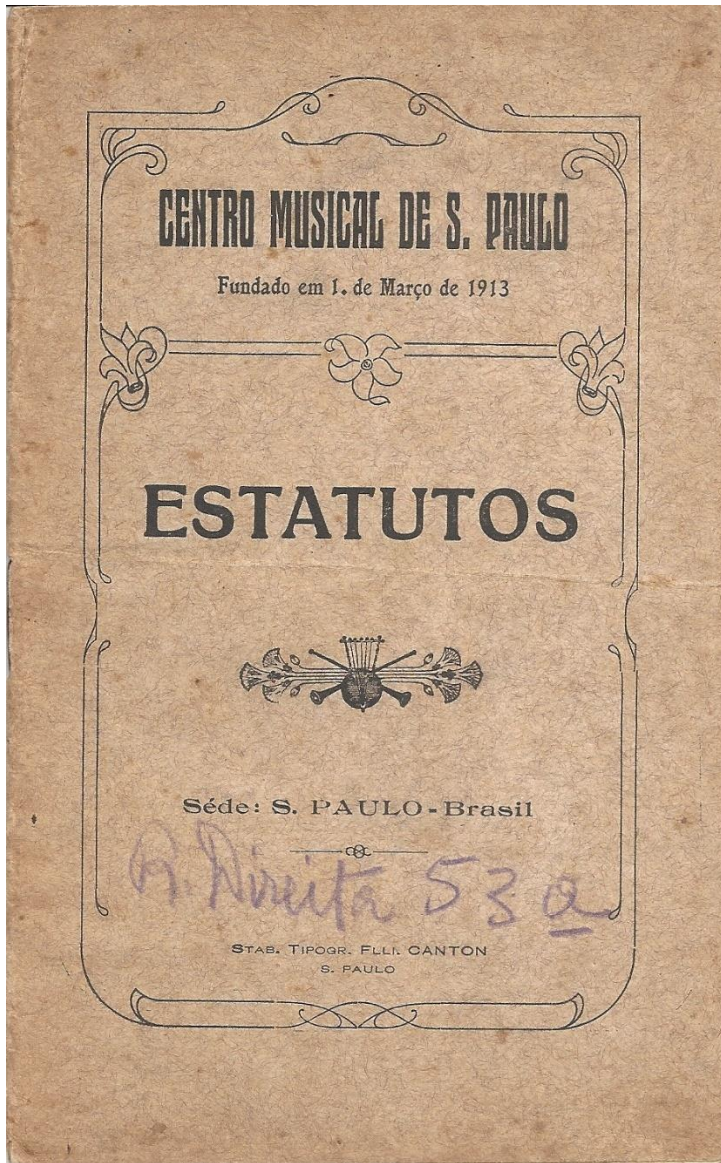 CENTRO MUSICAL DE S. PAULO
Fundado em 1. de Março de 1913
ESTATUTOS
Séde: S. PAULO - Brasil
R. Direita 53 a
STAB. TIPOGR. FLLI. CANTON
S. PAULO